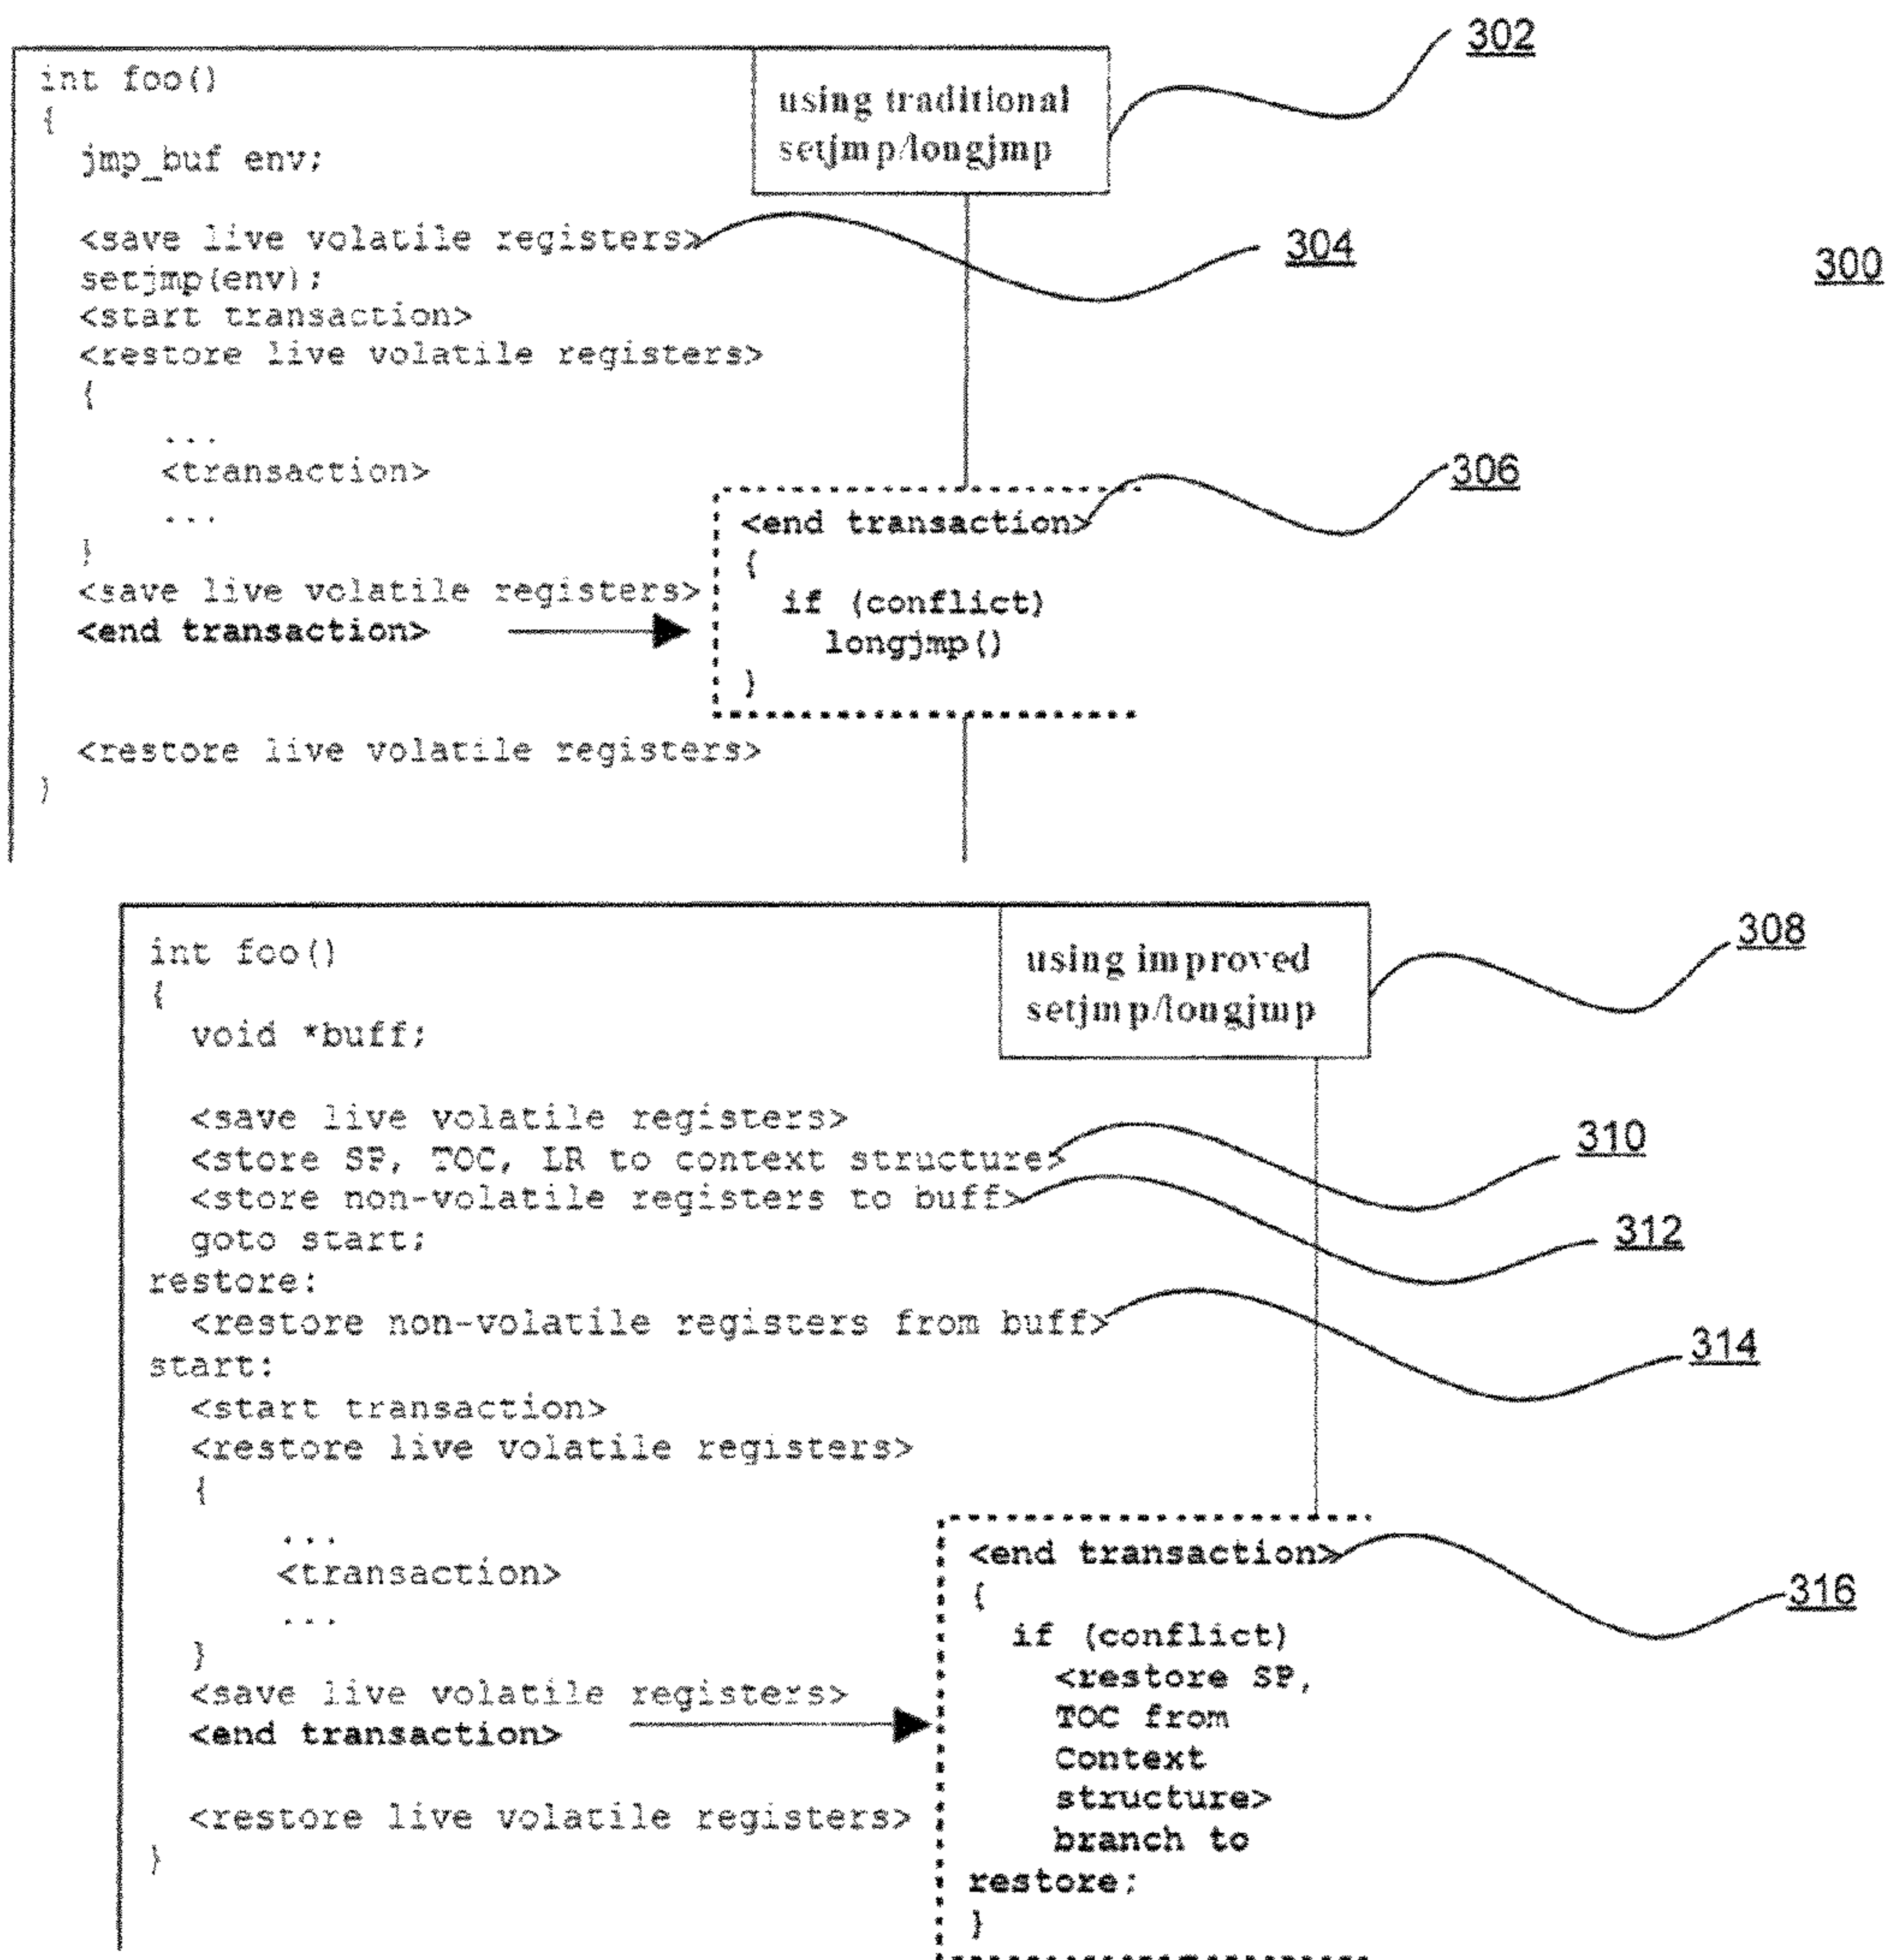 302
int foo()
{
using traditional
setjmp/longjmp
jmp_buf env;
<save live volatile registers>
304
300
setjmp(env);
<start transaction>
<restore live volatile registers>
{
...
<transaction>
306
...
}
<save live volatile registers>
<end transaction>
<end transaction>
{
if (conflict)
longjmp()
}
<restore live volatile registers>
}
308
int foo()
{
using improved
setjmp/longjmp
void *buff;
<save live volatile registers>
<store SP, TOC, LR to context structure>
310
<store non-volatile registers to buff>
312
goto start;
restore:
<restore non-volatile registers from buff>
314
start:
<start transaction>
<restore live volatile registers>
{
...
<transaction>
...
}
<save live volatile registers>
<end transaction>
<end transaction>
316
{
if (conflict)
<restore SP,
TOC from
Context
structure>
branch to
restore;
}
<restore live volatile registers>
}